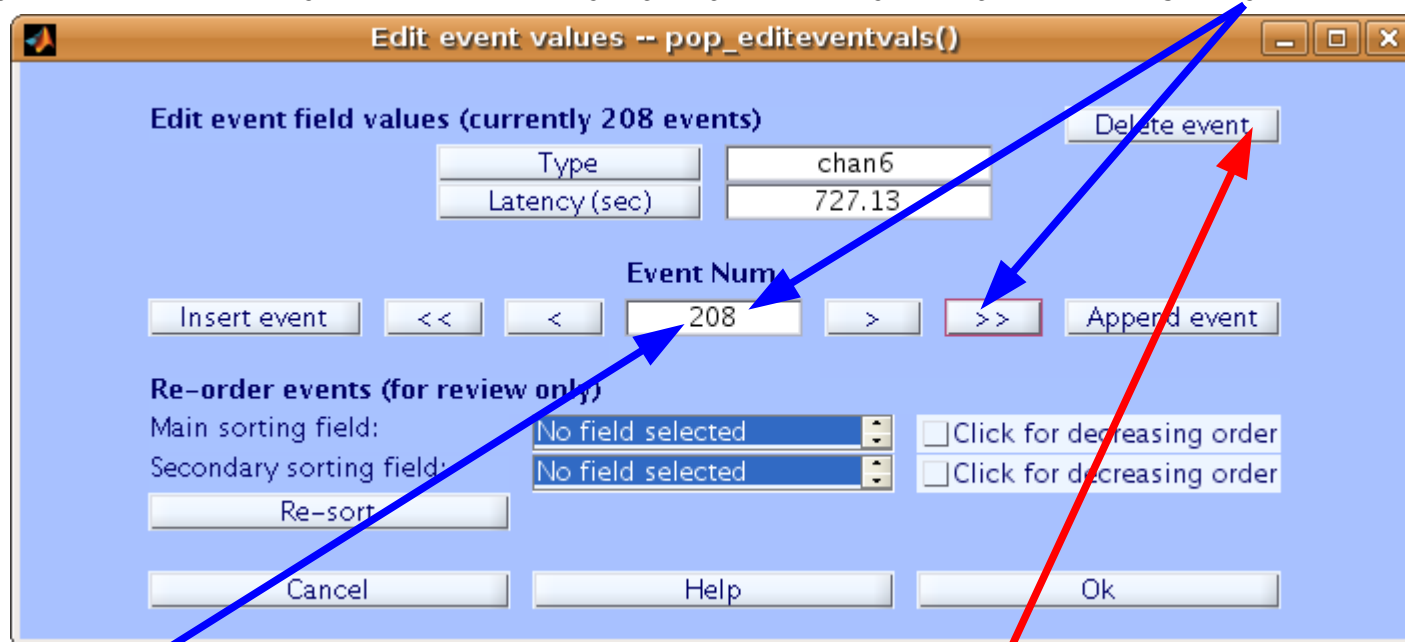 Edit event values -- pop_editeventvals()
Edit event field values (currently 208 events)
Delete event
Type
chan6
Latency (sec)
727.13
Event Num
Insert event
<<
<
208
>
>>
Append event
Re-order events (for review only)
Main sorting field:
No field selected
Click for decreasing order
Secondary sorting field:
No field selected
Click for decreasing order
Re-sort
Cancel
Help
Ok